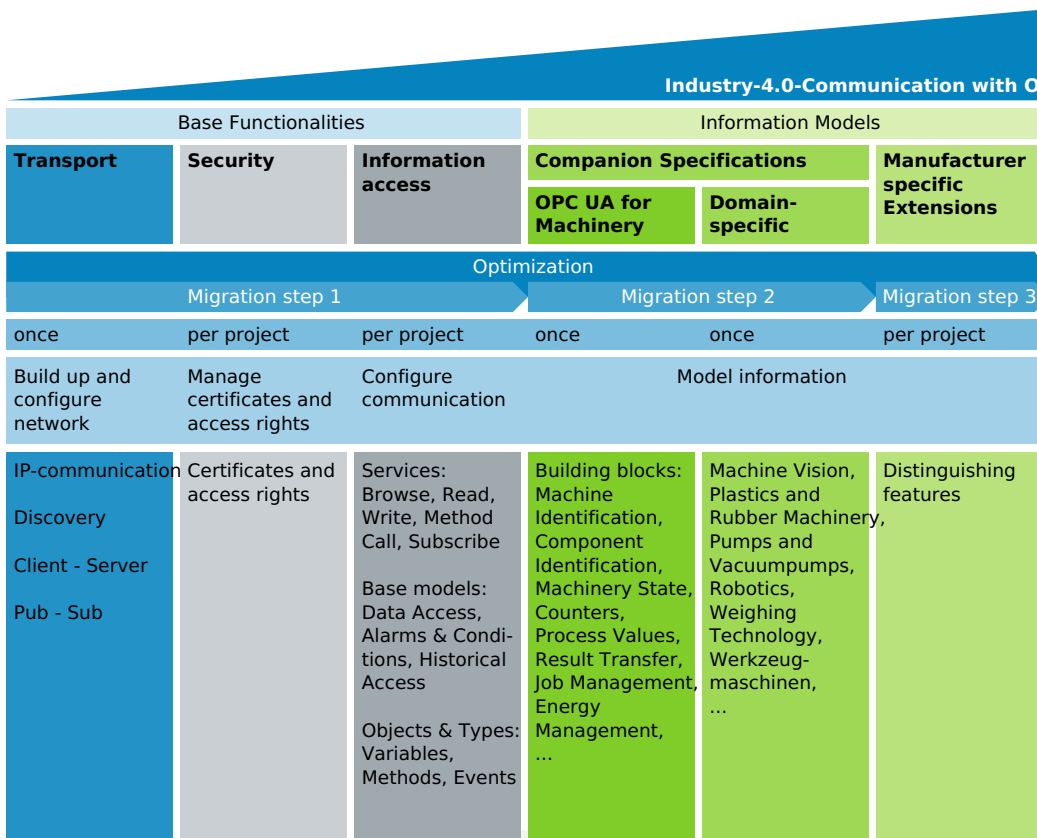 Industry-4.0-Communication with O
Base Functionalities
Information Models
Transport
Security
Information
access
Companion Specifications
OPC UA for
Machinery
Domain-
specific
Manufacturer
specific
Extensions
Optimization
Migration step 1
Migration step 2
Migration step 3
once
per project
per project
once
once
per project
Build up and
configure
network
Manage
certificates and
access rights
Configure
communication
Model information
IP-communication
Discovery
Client - Server
Pub - Sub
Certificates and
access rights
Services:
Browse, Read,
Write, Method
Call, Subscribe
Base models:
Data Access,
Alarms & Condi-
tions, Historical
Access
Objects & Types:
Variables,
Methods, Events
Building blocks:
Machine
Identification,
Component
Identification,
Machinery State,
Counters,
Process Values,
Result Transfer,
Job Management,
Energy
Management,
...
Machine Vision,
Plastics and
Rubber Machinery,
Pumps and
Vacuumpumps,
Robotics,
Weighing
Technology,
Werkzeug-
maschinen,
...
Distinguishing
features